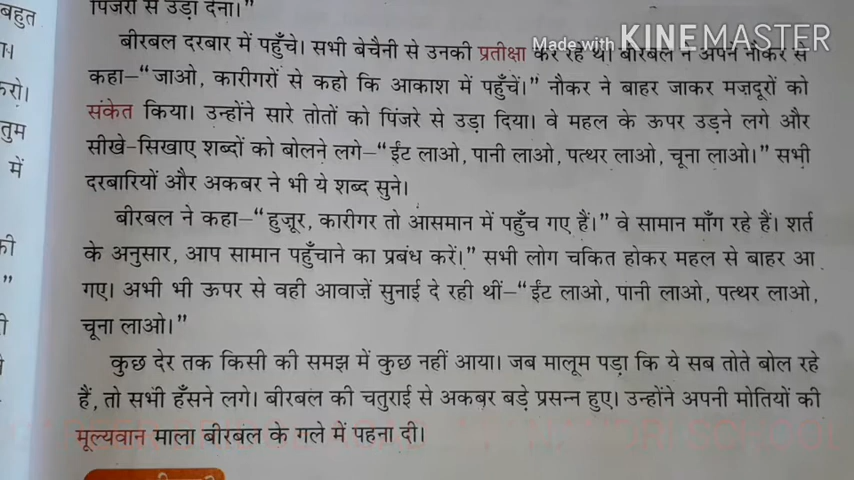 बहुत
पिंजरों से उड़ा देना।"
बीरबल दरबार में पहुँचे। सभी बेचैनी से उनकी प्रतीक्षा कर रहे थे। बीरबल ने अपने नौकर से
Made with KINEMASTER
कहा–"जाओ, कारीगरों से कहो कि आकाश में पहुँचें।" नौकर ने बाहर जाकर मज़दूरों को
करो।
संकेत किया। उन्होंने सारे तोतों को पिंजरे से उड़ा दिया। वे महल के ऊपर उड़ने लगे और
तुम
सीखे-सिखाए शब्दों को बोलने लगे–"ईंट लाओ, पानी लाओ, पत्थर लाओ, चूना लाओ।" सभी
में
दरबारियों और अकबर ने भी ये शब्द सुने।
बीरबल ने कहा–"हुज़ूर, कारीगर तो आसमान में पहुँच गए हैं।" वे सामान माँग रहे हैं। शर्त
की
के अनुसार, आप सामान पहुँचाने का प्रबंध करें।" सभी लोग चकित होकर महल से बाहर आ
गए। अभी भी ऊपर से वही आवाज़ें सुनाई दे रही थीं–"ईंट लाओ, पानी लाओ, पत्थर लाओ,
चूना लाओ।"
कुछ देर तक किसी की समझ में कुछ नहीं आया। जब मालूम पड़ा कि ये सब तोते बोल रहे
हैं, तो सभी हँसने लगे। बीरबल की चतुराई से अकबर बड़े प्रसन्न हुए। उन्होंने अपनी मोतियों की
मूल्यवान माला बीरबल के गले में पहना दी।